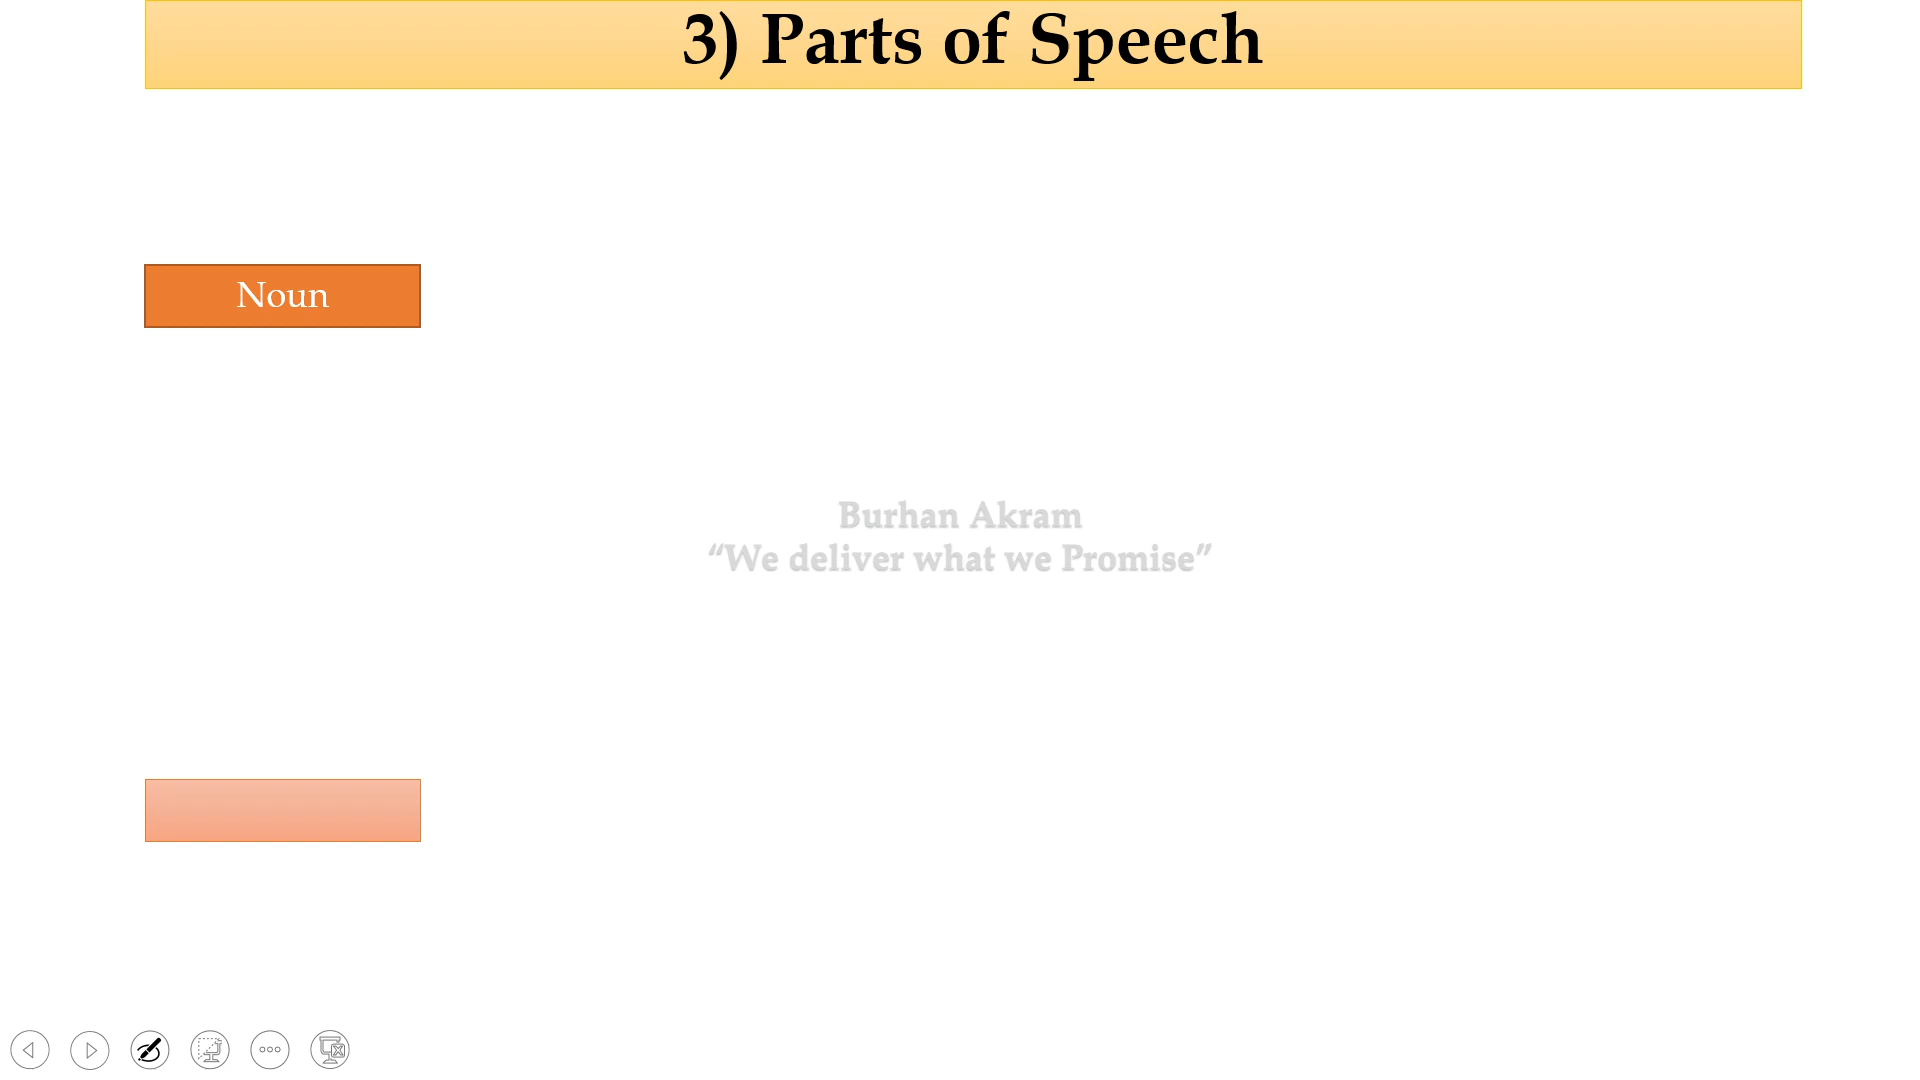 3) Parts of Speech
Noun
Burhan Akram
“We deliver what we Promise”